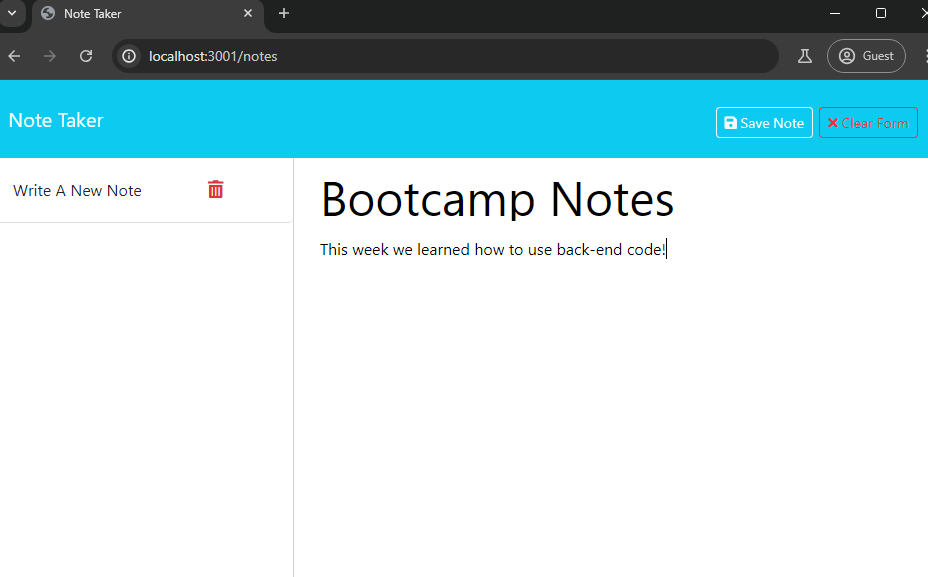 Note Taker
localhost:3001/notes
Guest
Note Taker
Save Note
Clear Form
Write A New Note
Bootcamp Notes
This week we learned how to use back-end code!